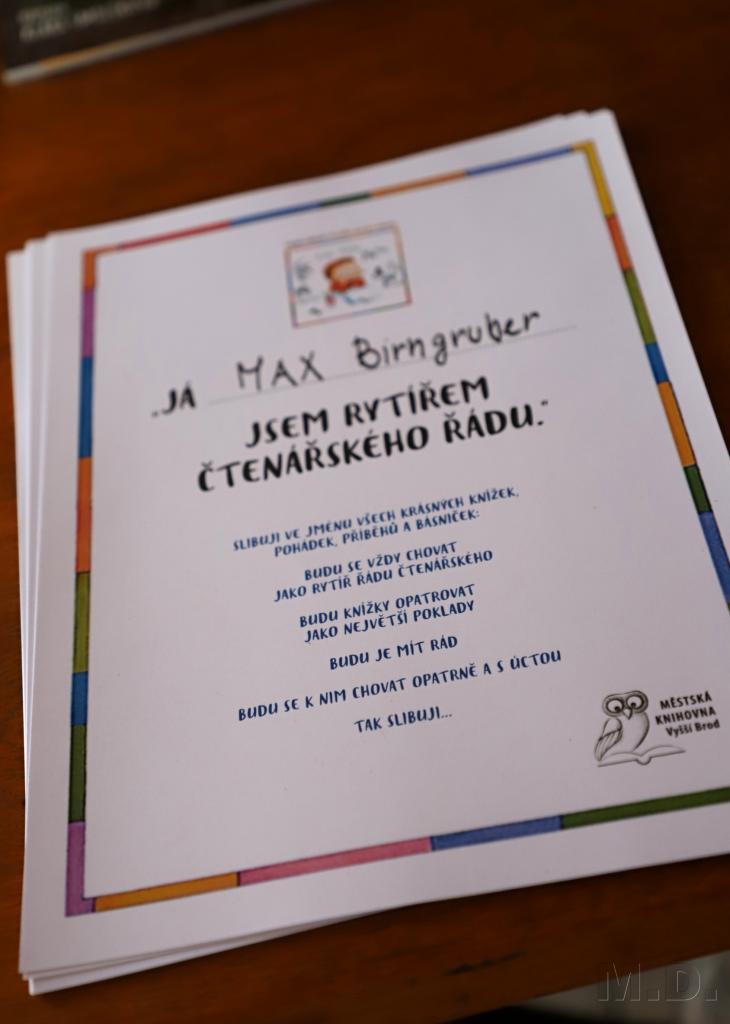 „JÁ MAX Birngruber
JSEM RYTÍŘEM
ČTENÁŘSKÉHO ŘÁDU.“
SLIBUJI VE JMÉNU VŠECH KRÁSNÝCH KNÍŽEK,
POHÁDEK, PŘÍBĚHŮ A BÁSNIČEK:
BUDU SE VŽDY CHOVAT
JAKO RYTÍŘ ŘÁDU ČTENÁŘSKÉHO
BUDU KNÍŽKY OPATROVAT
JAKO NEJVĚTŠÍ POKLADY
BUDU JE MÍT RÁD
BUDU SE K NIM CHOVAT OPATRNĚ A S ÚCTOU
TAK SLIBUJI...
MĚSTSKÁ
KNIHOVNA
Vyšší Brod
M.D.